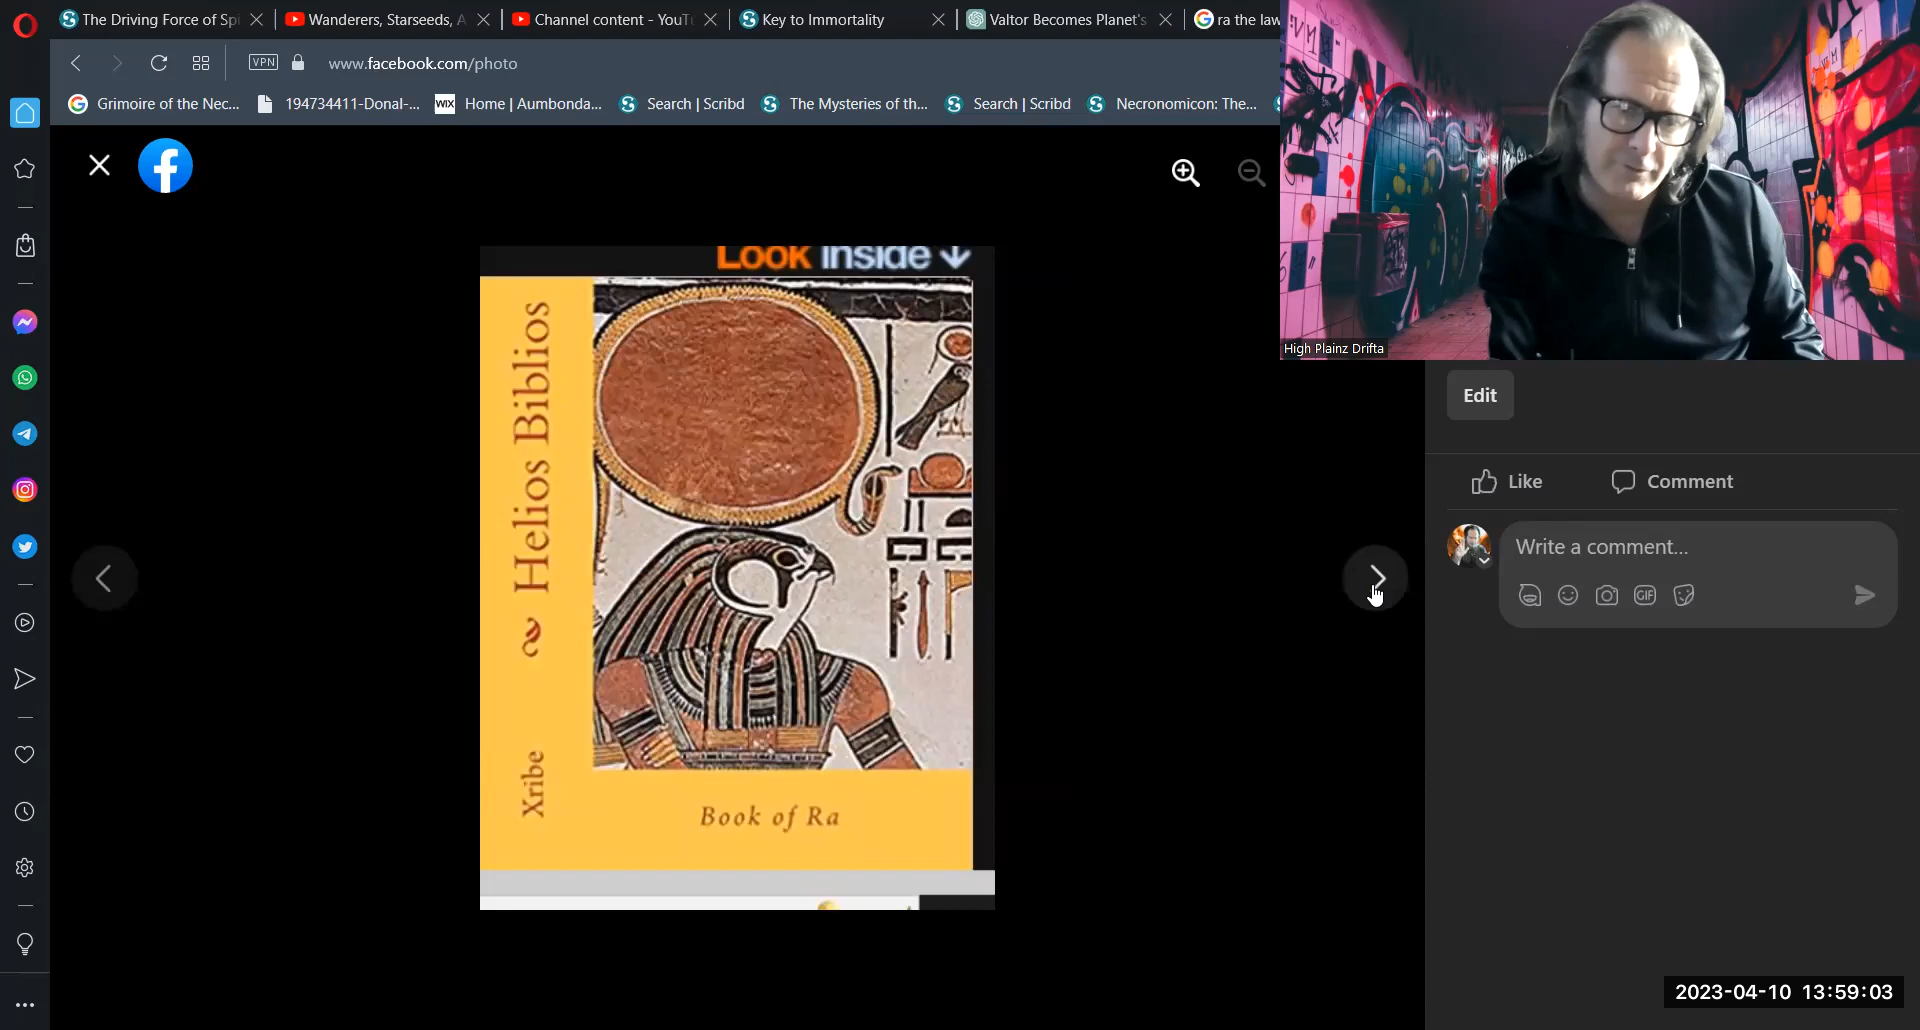 The Driving Force of Sp
Wanderers, Starseeds, A
Channel content - YouT
Key to Immortality
Valtor Becomes Planet's
ra the law
VPN
www.facebook.com/photo
Grimoire of the Nec...
194734411-Donal-...
WIX
Home | Aumbonda...
Search | Scribd
The Mysteries of th...
Search | Scribd
Necronomicon: The...
High Plainz Drifta
Look Inside
Helios Biblios
Xribe
Book of Ra
Edit
Like
Comment
Write a comment...
GIF
2023-04-10 13:59:03